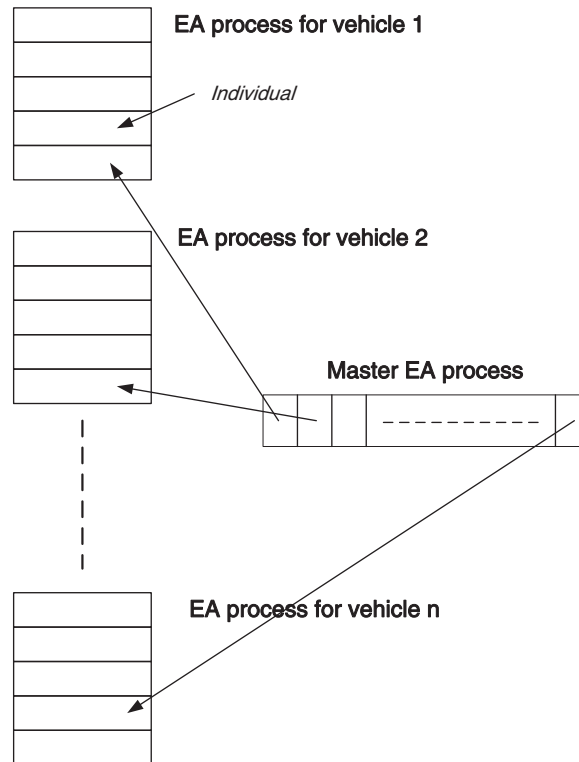 EA process for vehicle 1
Individual
EA process for vehicle 2
Master EA process
EA process for vehicle n